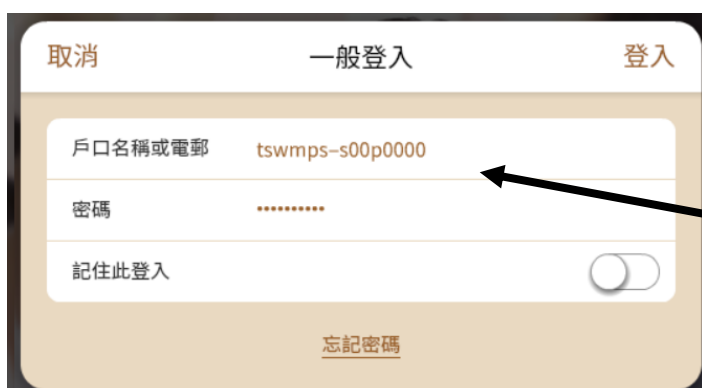 取消 一般登入 登入
戶口名稱或電郵 tswmps-s00p0000
密碼 ••••••••••
記住此登入
忘記密碼